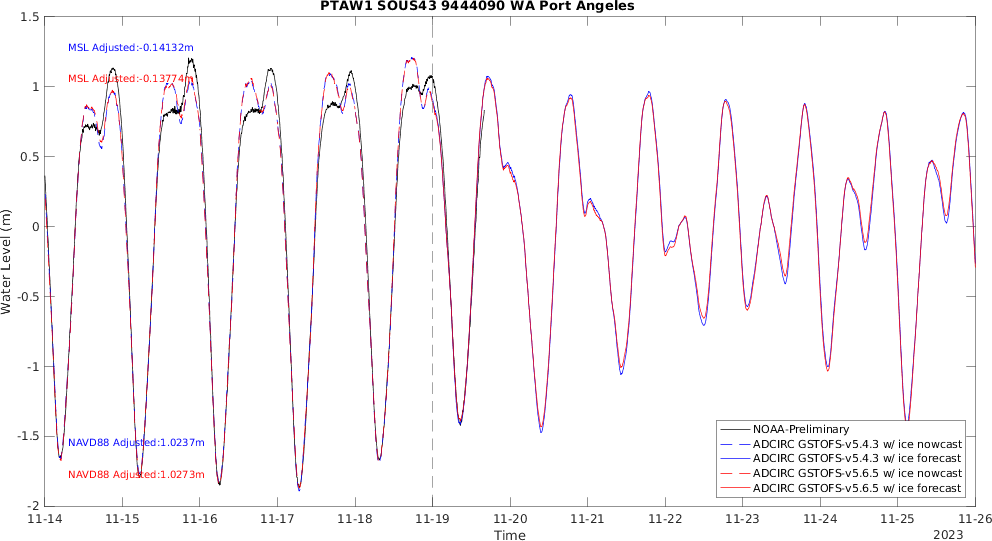 PTAW1 SOUS43 9444090 WA Port Angeles
1.5
1
0.5
0
-0.5
-1
-1.5
-2
Water Level (m)
MSL Adjusted:-0.14132m
MSL Adjusted:-0.13774m
NAVD88 Adjusted:1.0237m
NAVD88 Adjusted:1.0273m
NOAA-Preliminary
ADCIRC GSTOFS-v5.4.3 w/ ice nowcast
ADCIRC GSTOFS-v5.4.3 w/ ice forecast
ADCIRC GSTOFS-v5.6.5 w/ ice nowcast
ADCIRC GSTOFS-v5.6.5 w/ ice forecast
11-14 11-15 11-16 11-17 11-18 11-19 11-20 11-21 11-22 11-23 11-24 11-25 11-26
Time
2023